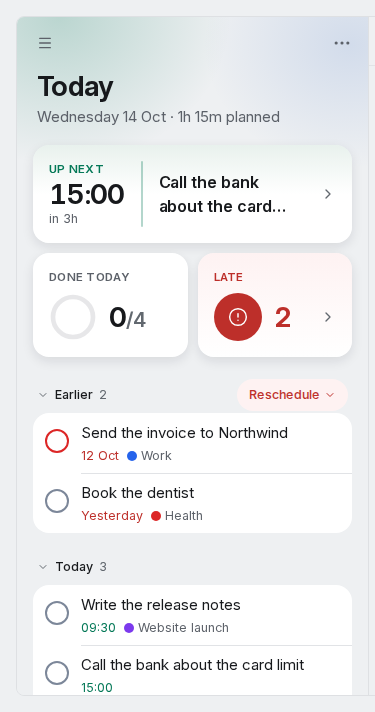 Today
Wednesday 14 Oct · 1h 15m planned
UP NEXT
15:00
in 3h
Call the bank
about the card...
DONE TODAY
0/4
LATE
2
Earlier 2
Reschedule
Send the invoice to Northwind
12 Oct Work
Book the dentist
Yesterday Health
Today 3
Write the release notes
09:30 Website launch
Call the bank about the card limit
15:00